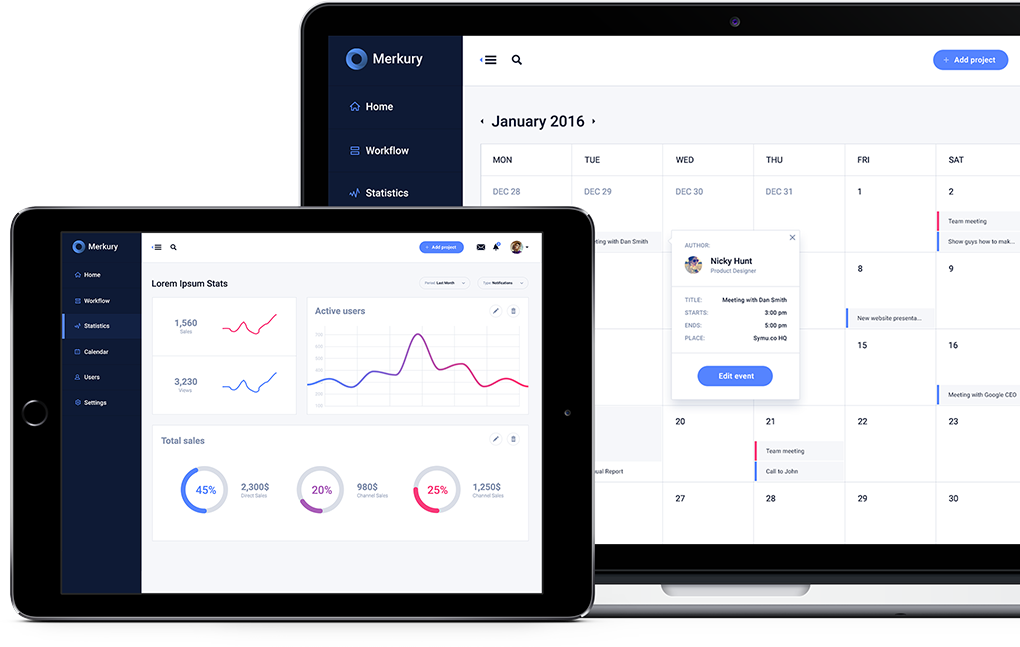 Merkury
Home
Workflow
Statistics
Add project
January 2016
MON TUE WED THU FRI SAT
DEC 28 DEC 29 DEC 30 DEC 31 1 2
Team meeting
Show guys how to mak...
ting with Dan Smith
8 9
New website presenta...
15 16
Meeting with Google CEO
20 21 22 23
Team meeting
Call to John
ual Report
27 28 29 30
AUTHOR:
Nicky Hunt
Product Designer
TITLE: Meeting with Dan Smith
STARTS: 3:00 pm
ENDS: 5:00 pm
PLACE: Symu.co HQ
Edit event
Merkury
Home
Workflow
Statistics
Calendar
Users
Settings
Add project
Lorem Ipsum Stats
Period: Last Month
Type: Notifications
1,560
Sales
3,230
Views
Active users
Total sales
45%
2,300$
Direct Sales
20%
980$
Channel Sales
25%
1,250$
Channel Sales